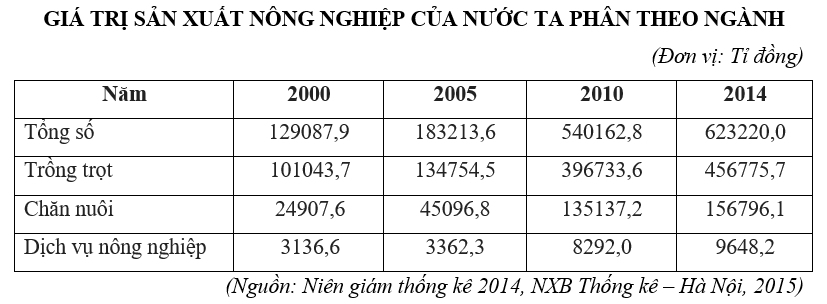 GIÁ TRỊ SẢN XUẤT NÔNG NGHIỆP CỦA NƯỚC TA PHÂN THEO NGÀNH
(Đơn vị: Tỉ đồng)
Năm 2000 2005 2010 2014
Tổng số 129087,9 183213,6 540162,8 623220,0
Trồng trọt 101043,7 134754,5 396733,6 456775,7
Chăn nuôi 24907,6 45096,8 135137,2 156796,1
Dịch vụ nông nghiệp 3136,6 3362,3 8292,0 9648,2
(Nguồn: Niên giám thống kê 2014, NXB Thống kê – Hà Nội, 2015)